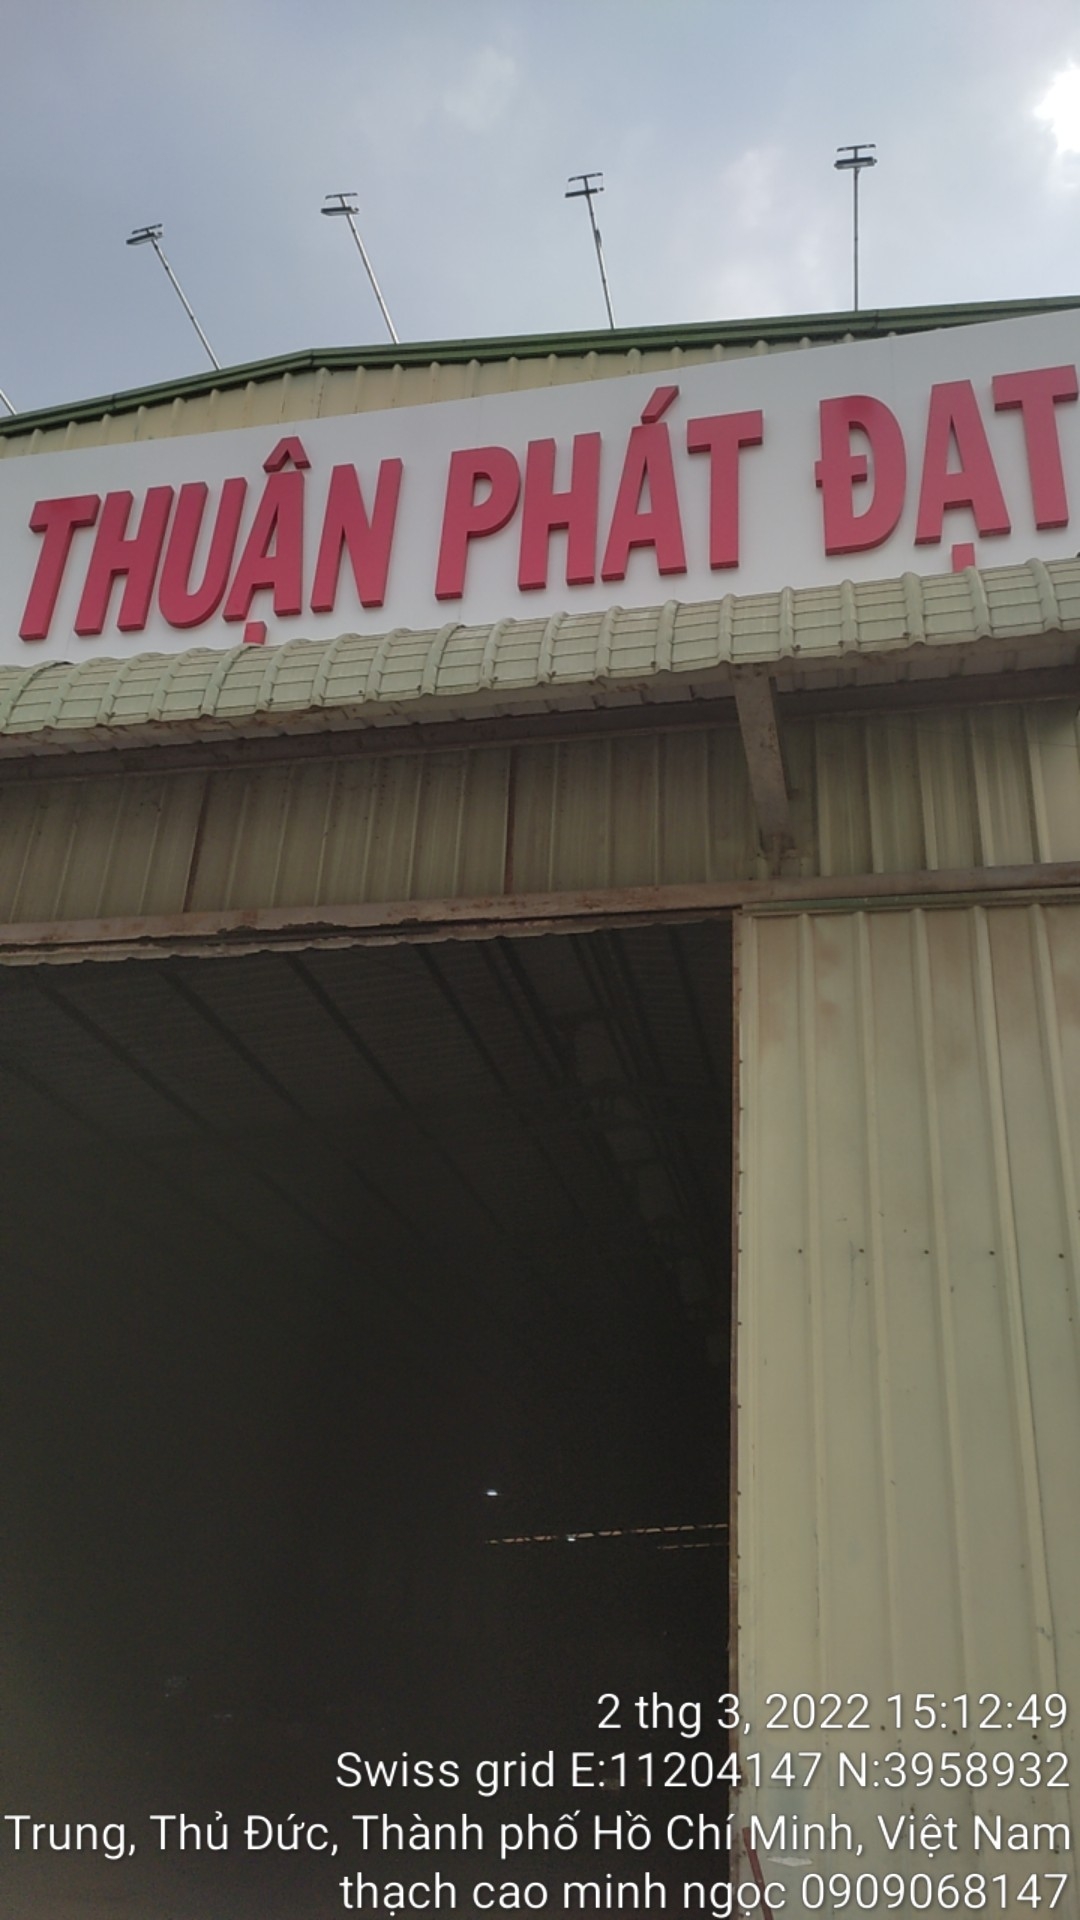 THUẬN PHÁT ĐẠT
2 thg 3, 2022 15:12:49
Swiss grid E:11204147 N:3958932
Trung, Thủ Đức, Thành phố Hồ Chí Minh, Việt Nam
thạch cao minh ngọc 0909068147